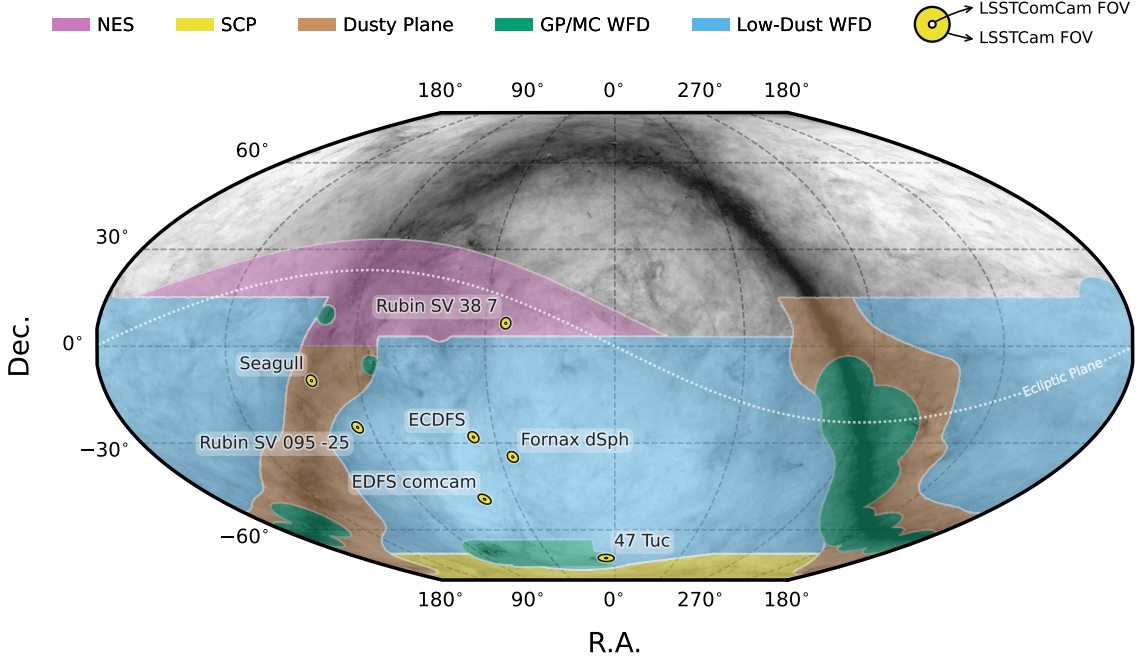 NES
SCP
Dusty Plane
GP/MC WFD
Low-Dust WFD
LSSTComCam FOV
LSSTCam FOV
180° 90° 0° 270° 180°
60°
30°
Rubin SV 38 7
0°
Dec.
Seagull
Ecliptic Plane
ECDFS
Fornax dSph
Rubin SV 095 -25
−30°
EDFS comcam
−60°
47 Tuc
180° 90° 0° 270° 180°
R.A.